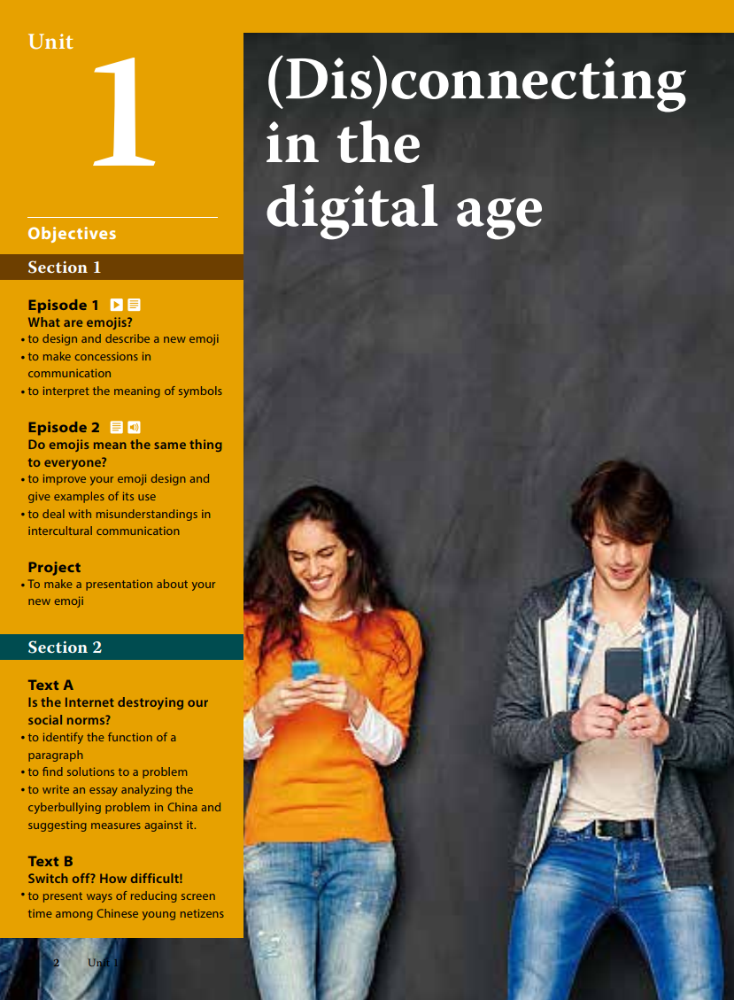 Unit
1
(Dis)connecting
in the
digital age
Objectives
Section 1
Episode 1
What are emojis?
• to design and describe a new emoji
• to make concessions in
communication
• to interpret the meaning of symbols
Episode 2
Do emojis mean the same thing
to everyone?
• to improve your emoji design and
give examples of its use
• to deal with misunderstandings in
intercultural communication
Project
• To make a presentation about your
new emoji
Section 2
Text A
Is the Internet destroying our
social norms?
• to identify the function of a
paragraph
• to find solutions to a problem
• to write an essay analyzing the
cyberbullying problem in China and
suggesting measures against it.
Text B
Switch off? How difficult!
• to present ways of reducing screen
time among Chinese young netizens
2 Unit 1